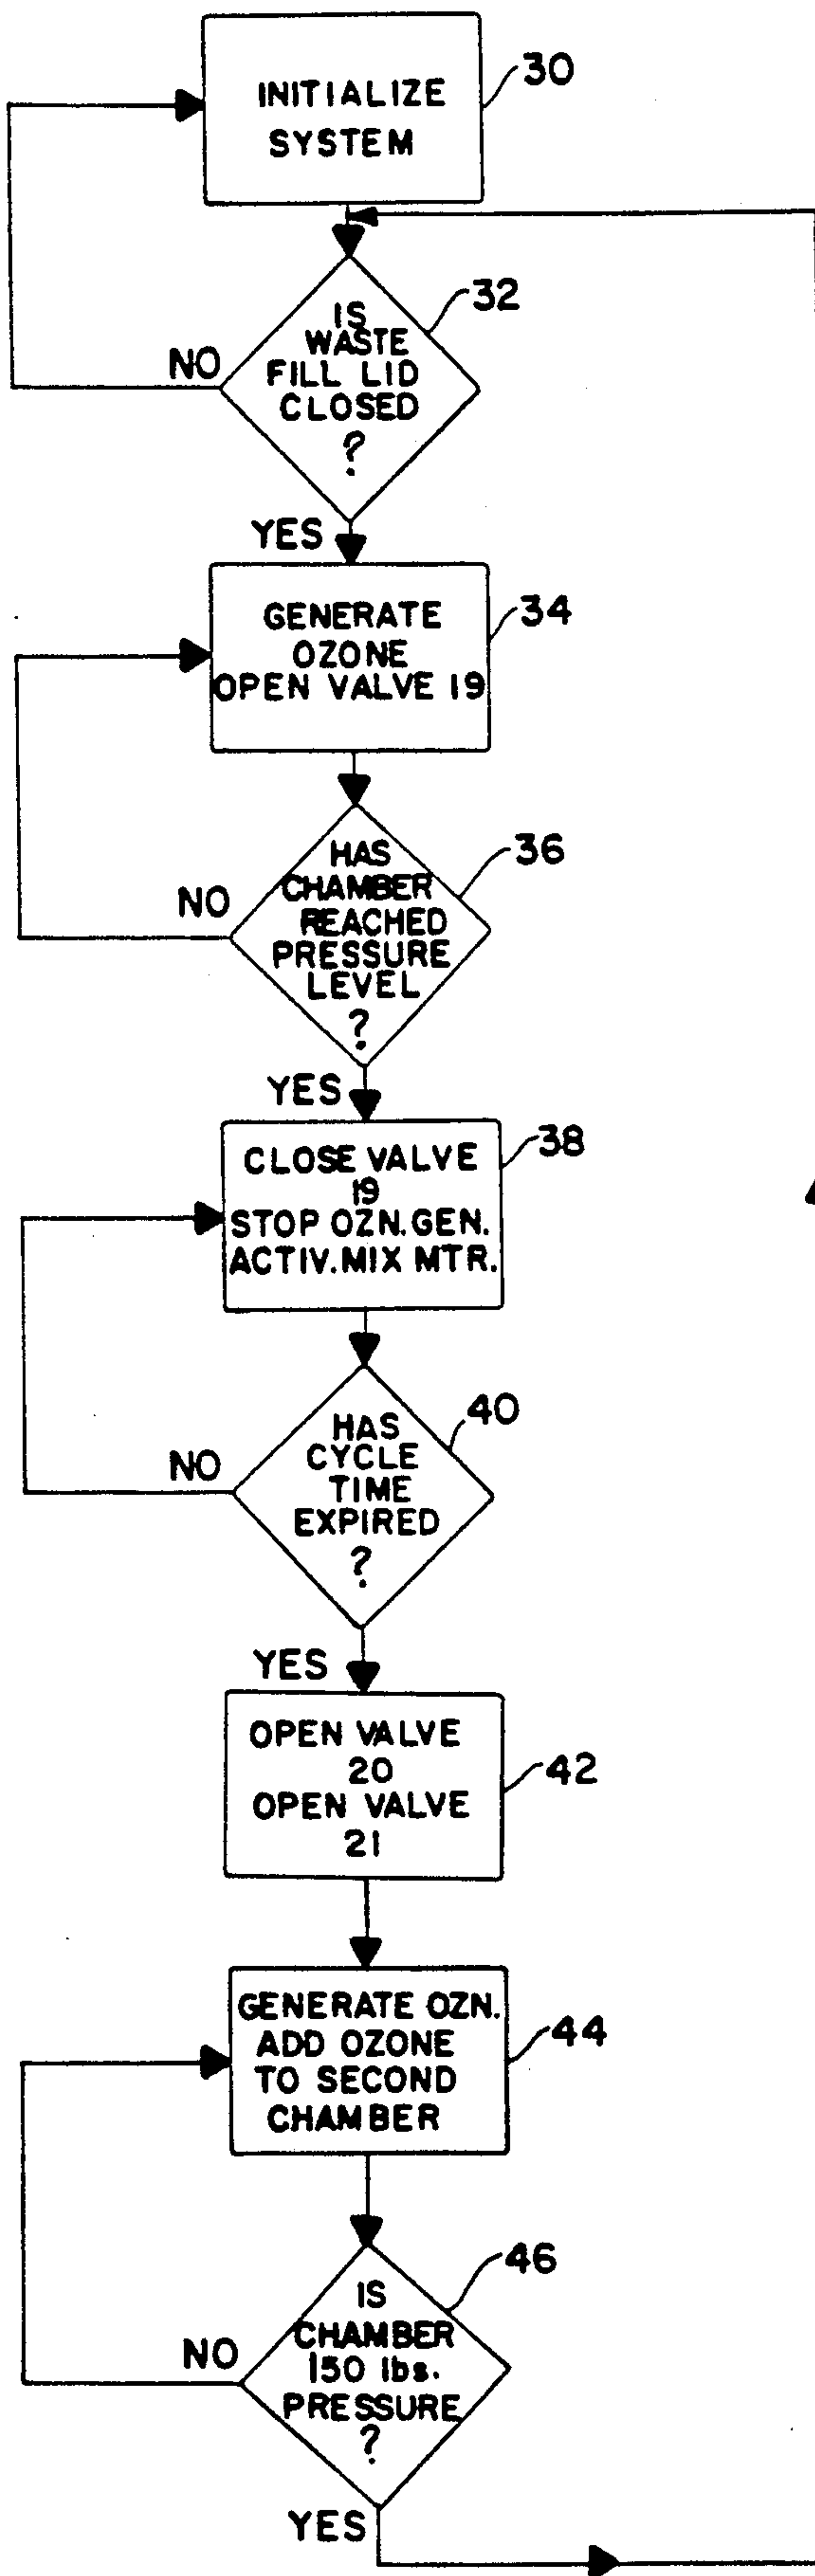 INITIALIZE
SYSTEM
30
32
IS
WASTE
FILL LID
CLOSED
?
NO
YES
GENERATE
OZONE
OPEN VALVE 19
34
HAS
CHAMBER
REACHED
PRESSURE
LEVEL
?
36
NO
YES
CLOSE VALVE
19
STOP OZN. GEN.
ACTIV. MIX MTR.
38
HAS
CYCLE
TIME
EXPIRED
?
40
NO
YES
OPEN VALVE
20
OPEN VALVE
21
42
GENERATE OZN.
ADD OZONE
TO SECOND
CHAMBER
44
46
IS
CHAMBER
150 lbs.
PRESSURE
?
NO
YES